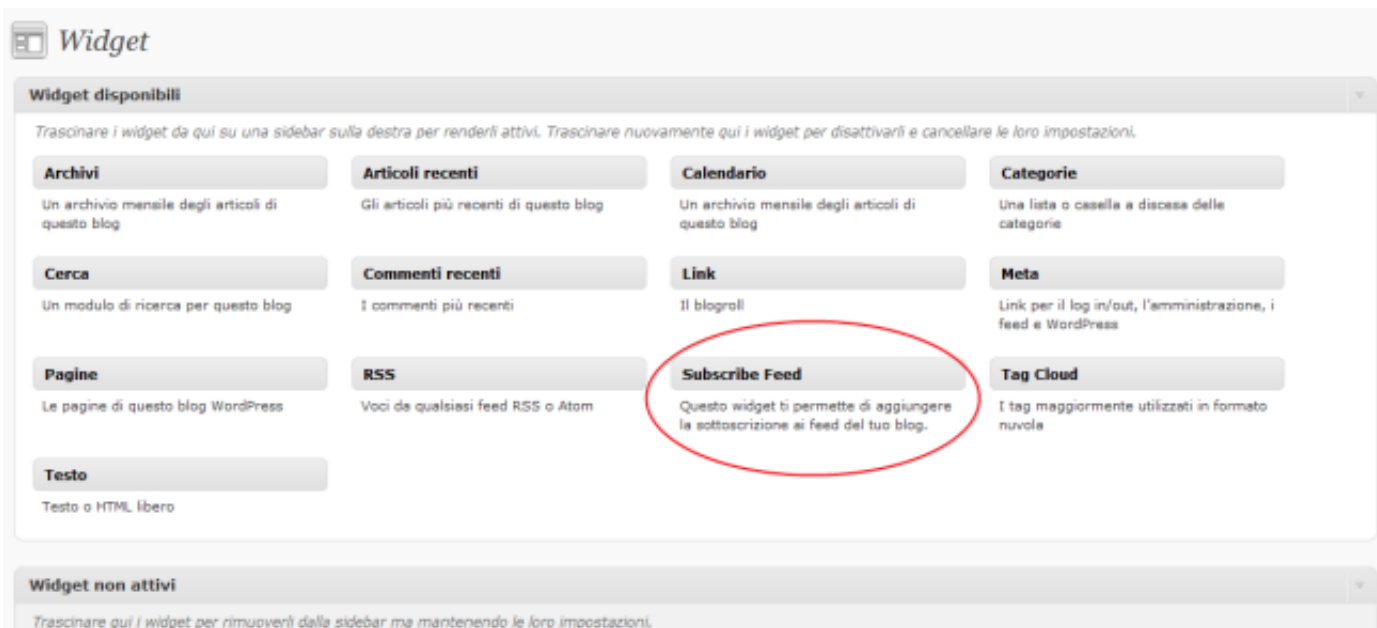 Widget
Widget disponibili
Trascinare i widget da qui su una sidebar sulla destra per renderli attivi. Trascinare nuovamente qui i widget per disattivarli e cancellare le loro impostazioni.
Archivi
Un archivio mensile degli articoli di
questo blog
Articoli recenti
Gli articoli più recenti di questo blog
Calendario
Un archivio mensile degli articoli di
questo blog
Categorie
Una lista o casella a discesa delle
categorie
Cerca
Un modulo di ricerca per questo blog
Commenti recenti
I commenti più recenti
Link
Il blogroll
Meta
Link per il log in/out, l'amministrazione, i
feed e WordPress
Pagine
Le pagine di questo blog WordPress
RSS
Voci da qualsiasi feed RSS o Atom
Subscribe Feed
Questo widget ti permette di aggiungere
la sottoscrizione ai feed del tuo blog.
Tag Cloud
I tag maggiormente utilizzati in formato
nuvola
Testo
Testo o HTML libero
Widget non attivi
Trascinare qui i widget per rimuoverli dalla sidebar ma mantenendo le loro impostazioni.